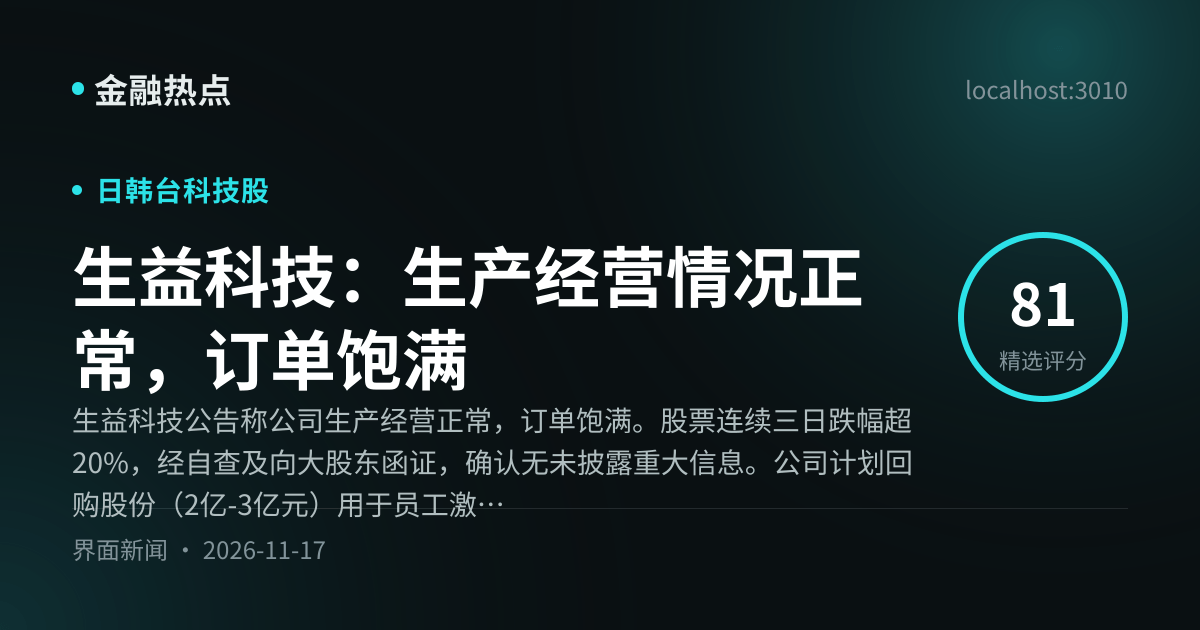 金融热点
localhost:3010
日韩台科技股
生益科技：生产经营情况正
常，订单饱满
81
精选评分
生益科技公告称公司生产经营正常，订单饱满。股票连续三日跌幅超
20%，经自查及向大股东函证，确认无未披露重大信息。公司计划回
购股份（2亿-3亿元）用于员工激…
界面新闻 • 2026-11-17